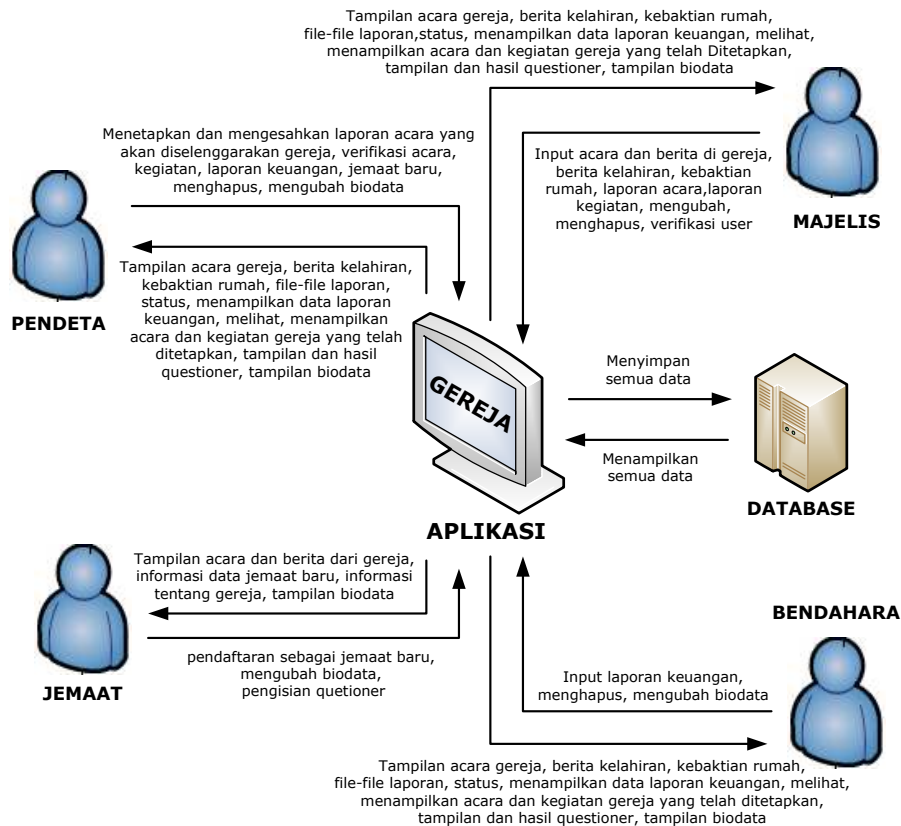 Tampilan acara gereja, berita kelahiran, kebaktian rumah,
file-file laporan,status, menampilkan data laporan keuangan, melihat,
menampilkan acara dan kegiatan gereja yang telah Ditetapkan,
tampilan dan hasil questioner, tampilan biodata
Menetapkan dan mengesahkan laporan acara yang
akan diselenggarakan gereja, verifikasi acara,
kegiatan, laporan keuangan, jemaat baru,
menghapus, mengubah biodata
Input acara dan berita di gereja,
berita kelahiran, kebaktian
rumah, laporan acara,laporan
kegiatan, mengubah,
menghapus, verifikasi user
MAJELIS
PENDETA
Tampilan acara gereja, berita kelahiran,
kebaktian rumah, file-file laporan,
status, menampilkan data laporan
keuangan, melihat, menampilkan
acara dan kegiatan gereja yang telah
ditetapkan, tampilan dan hasil
questioner, tampilan biodata
GEREJA
APLIKASI
Menyimpan
semua data
Menampilkan
semua data
DATABASE
Tampilan acara dan berita dari gereja,
informasi data jemaat baru, informasi
tentang gereja, tampilan biodata
JEMAAT
pendaftaran sebagai jemaat baru,
mengubah biodata,
pengisian quetioner
BENDAHARA
Input laporan keuangan,
menghapus, mengubah biodata
Tampilan acara gereja, berita kelahiran, kebaktian rumah,
file-file laporan, status, menampilkan data laporan keuangan, melihat,
menampilkan acara dan kegiatan gereja yang telah ditetapkan,
tampilan dan hasil questioner, tampilan biodata